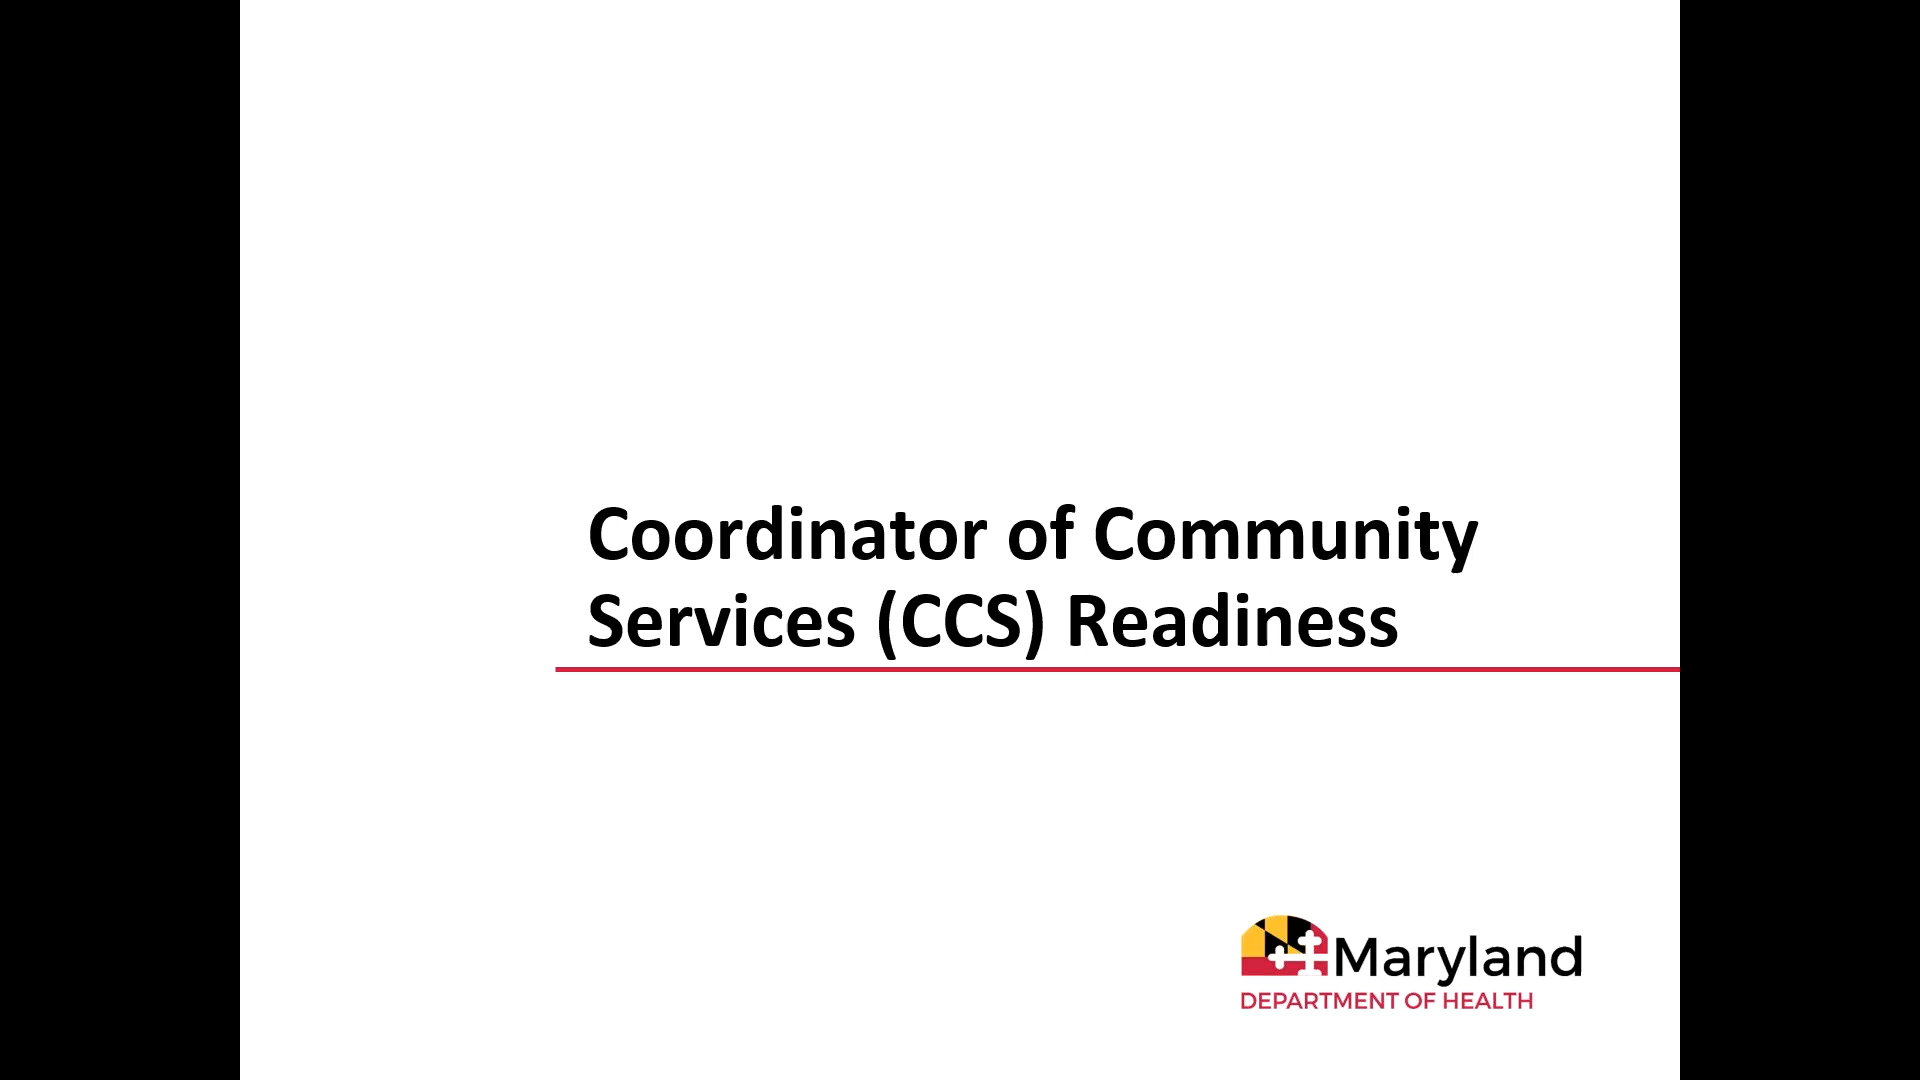 Coordinator of Community
Services (CCS) Readiness
Maryland
DEPARTMENT OF HEALTH